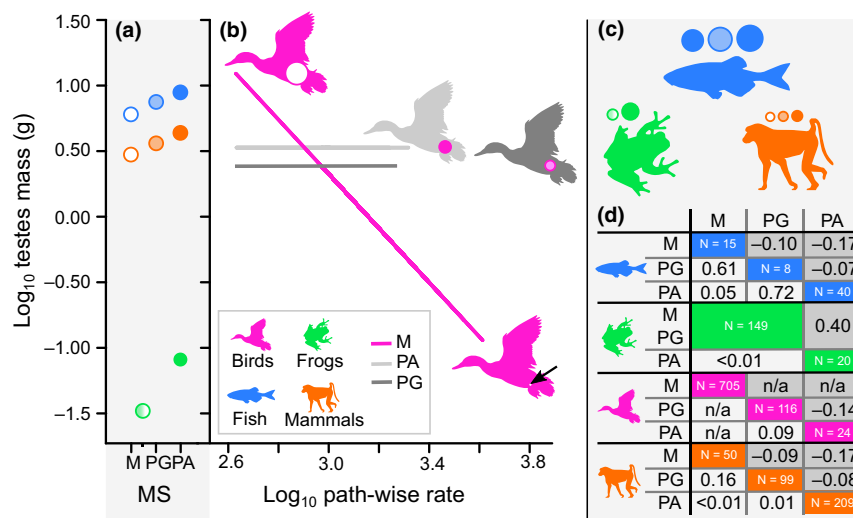 (a)
(b)
(c)
Log10 testes mass (g)
1.50
1.00
0.50
0.00
−0.50
−1.00
−1.5
M PG PA
MS
2.6 3.0 3.4 3.8
Log10 path-wise rate
Birds Frogs
Fish Mammals
M
PA
PG
(d)
M PG PA
M N = 15 −0.10 −0.17
PG 0.61 N = 8 −0.07
PA 0.05 0.72 N = 40
M
PG
N = 149 0.40
PA <0.01 N = 20
M N = 705 n/a n/a
PG n/a N = 116 −0.14
PA n/a 0.09 N = 24
M N = 50 −0.09 −0.17
PG 0.16 N = 99 −0.08
PA <0.01 0.01 N = 209